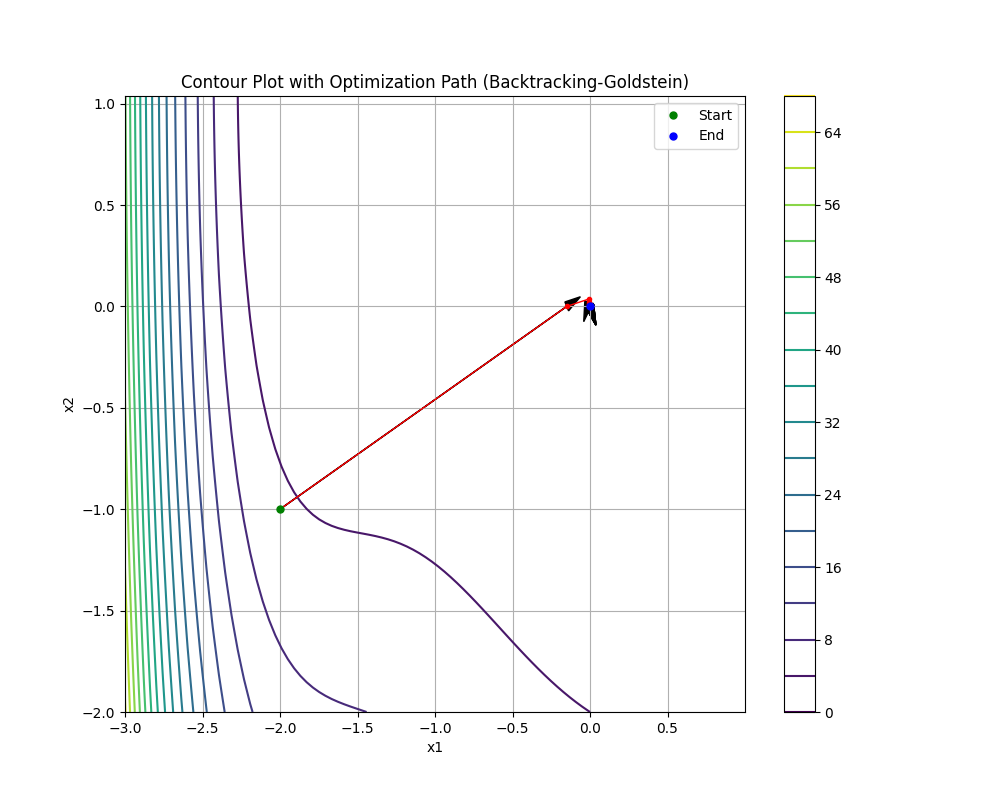 Contour Plot with Optimization Path (Backtracking-Goldstein)
Start
End
1.0
0.5
0.0
−0.5
−1.0
−1.5
−2.0
x2
−3.0 −2.5 −2.0 −1.5 −1.0 −0.5 0.0 0.5
x1
64
56
48
40
32
24
16
8
0